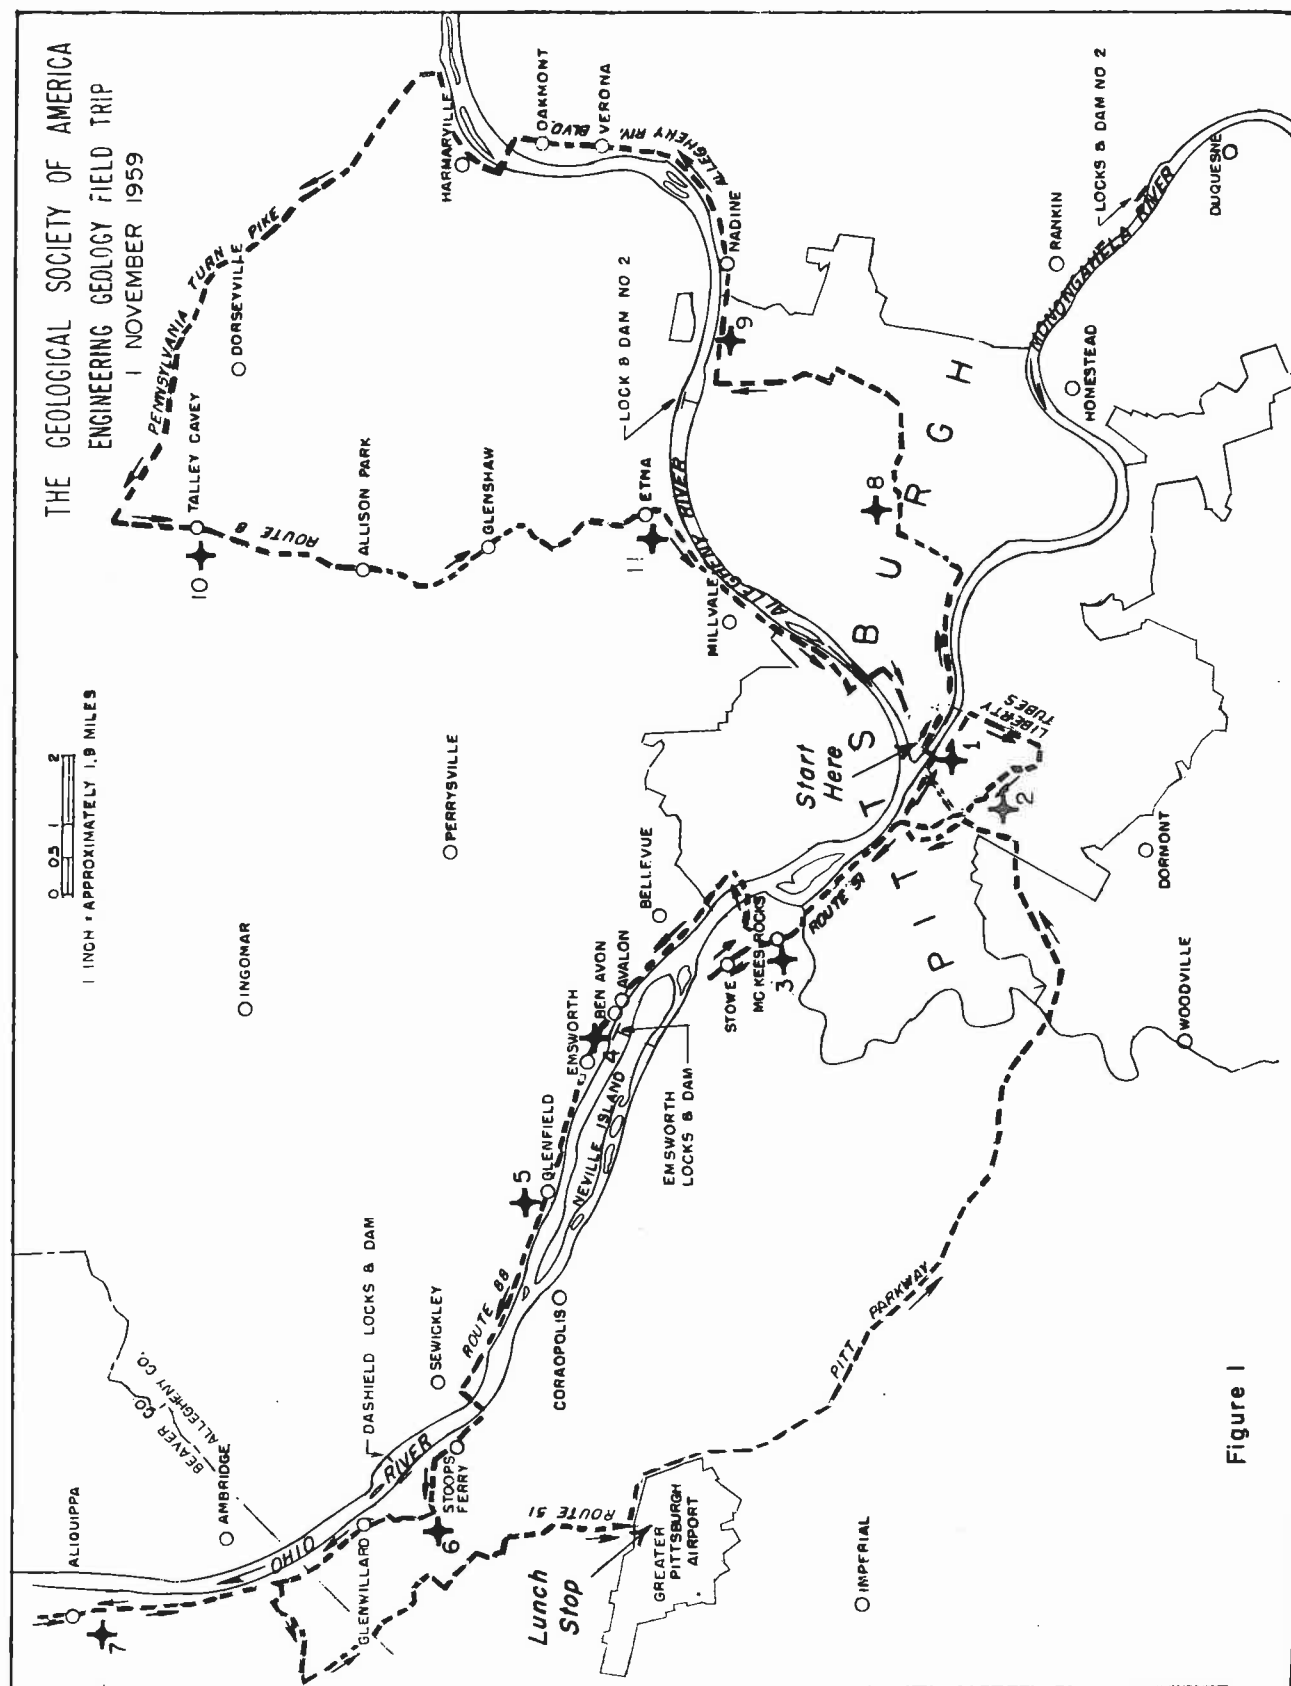 THE GEOLOGICAL SOCIETY OF AMERICA
ENGINEERING GEOLOGY FIELD TRIP
1 NOVEMBER 1959
0 0.5 1 2
1 INCH = APPROXIMATELY 1.9 MILES
ALIQUIPPA
7
AMBRIDGE
BEAVER CO.
ALLEGHENY CO.
OHIO
RIVER
GLENWILLARD
DASHIELD LOCKS & DAM
STOOPS
FERRY
6
SEWICKLEY
ROUTE 88
CORAOPOLIS
5
GLENFIELD
NEVILLE ISLAND
EMSWORTH
BEN AVON
AVALON
4
EMSWORTH
LOCKS & DAM
BELLEVUE
INGOMAR
PERRYSVILLE
STOWE
MC KEES ROCKS
3
ROUTE 51
Lunch
Stop
ROUTE 51
GREATER
PITTSBURGH
AIRPORT
IMPERIAL
PITT PARKWAY
WOODVILLE
DORMONT
Start
Here
1
2
LIBERTY
TUBES
P I T T S B U R G H
10
TALLEY CAVEY
PENNSYLVANIA TURN PIKE
DORSEYVILLE
ROUTE 8
ALLISON PARK
GLENSHAW
ETNA
11
MILLVALE
ALLEGHENY RIVER
LOCK & DAM NO 2
HARMARVILLE
OAKMONT
VERONA
ALLEGHENY RIV. BLVD.
NADINE
9
8
RANKIN
HOMESTEAD
MONONGAHELA RIVER
LOCKS & DAM NO 2
DUQUESNE
Figure 1